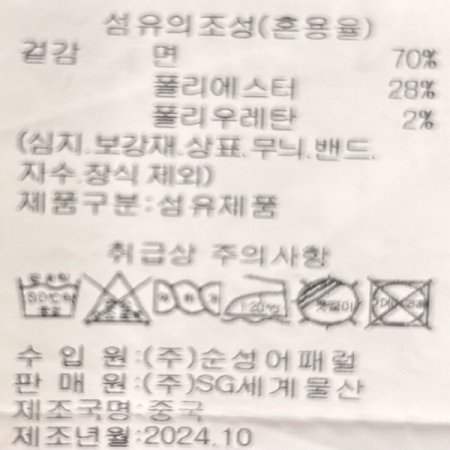 섬유의조성(혼용율)
겉감 면 70%
폴리에스터 28%
폴리우레탄 2%
(심지.보강재.상표.무늬.밴드.
자수.장식 제외)
제품구분:섬유제품
취급상 주의사항
120℃
수 입 원:(주)순성어패럴
판 매 원:(주)SG세계물산
제조국명:중국
제조년월:2024.10